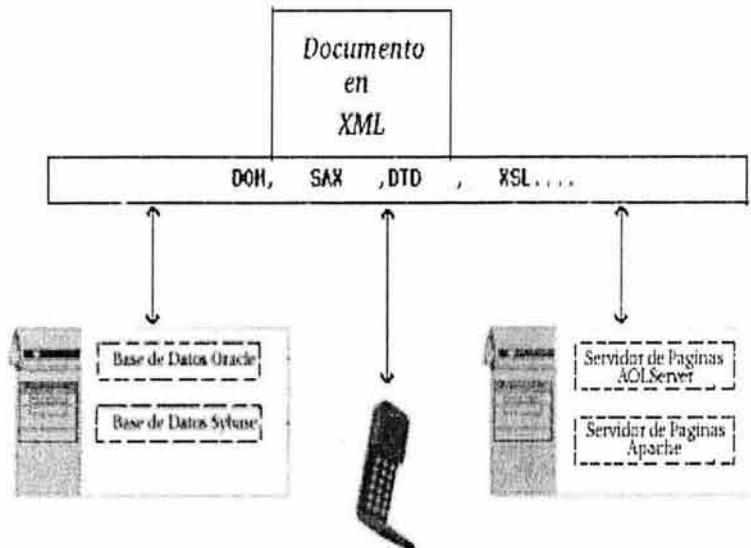 Documento
en
XML
DOM, SAX ,DTD , XSL....
Base de Datos Oracle
Base de Datos Sybase
Servidor de Paginas
AOLServer
Servidor de Paginas
Apache